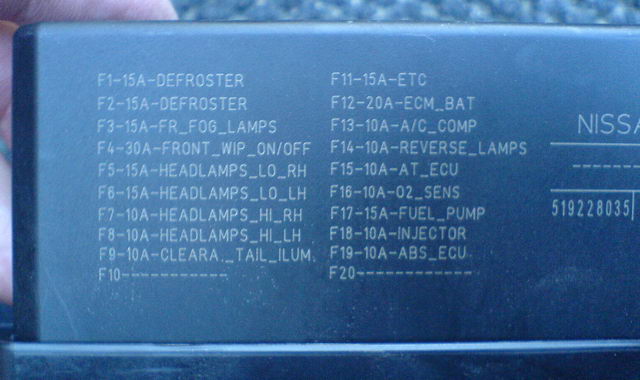 F1-15A-DEFROSTER
F2-15A-DEFROSTER
F3-15A-FR_FOG_LAMPS
F4-30A-FRONT_WIP_ON/OFF
F5-15A-HEADLAMPS_LO_RH
F6-15A-HEADLAMPS_LO_LH
F7-10A-HEADLAMPS_HI_RH
F8-10A-HEADLAMPS_HI_LH
F9-10A-CLEARA._TAIL_ILUM.
F10-----------
F11-15A-ETC
F12-20A-ECM_BAT
F13-10A-A/C_COMP
F14-10A-REVERSE_LAMPS
F15-10A-AT_ECU
F16-10A-O2_SENS
F17-15A-FUEL_PUMP
F18-10A-INJECTOR
F19-10A-ABS_ECU
F20------------
NISSA
-------
519228035